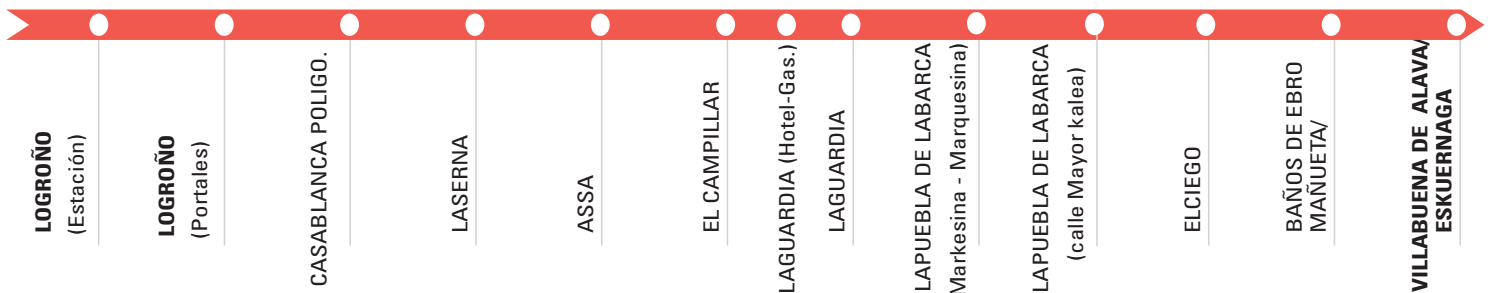 LOGROÑO
(Estación)
LOGROÑO
(Portales)
CASABLANCA POLIGO.
LASERNA
ASSA
EL CAMPILLAR
LAGUARDIA (Hotel-Gas.)
LAGUARDIA
LAPUEBLA DE LABARCA
Markesina - Marquesina)
LAPUEBLA DE LABARCA
(calle Mayor kalea)
ELCIEGO
BAÑOS DE EBRO
MAÑUETA/
VILLABUENA DE ALAVA/
ESKUERNAGA